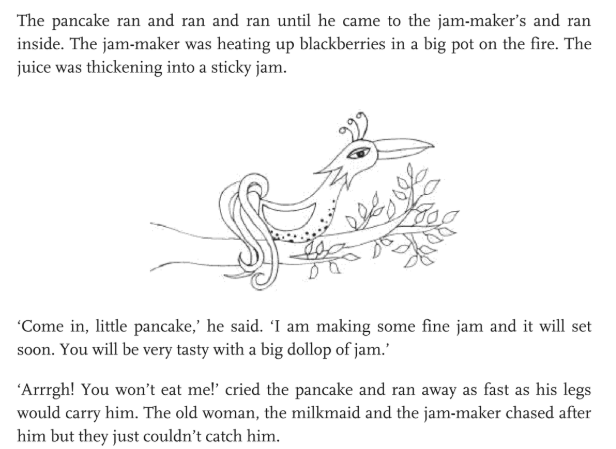 The pancake ran and ran and ran until he came to the jam-maker's and ran
inside. The jam-maker was heating up blackberries in a big pot on the fire. The
juice was thickening into a sticky jam.
‘Come in, little pancake,’ he said. ‘I am making some fine jam and it will set
soon. You will be very tasty with a big dollop of jam.’
‘Arrrgh! You won’t eat me!’ cried the pancake and ran away as fast as his legs
would carry him. The old woman, the milkmaid and the jam-maker chased after
him but they just couldn’t catch him.